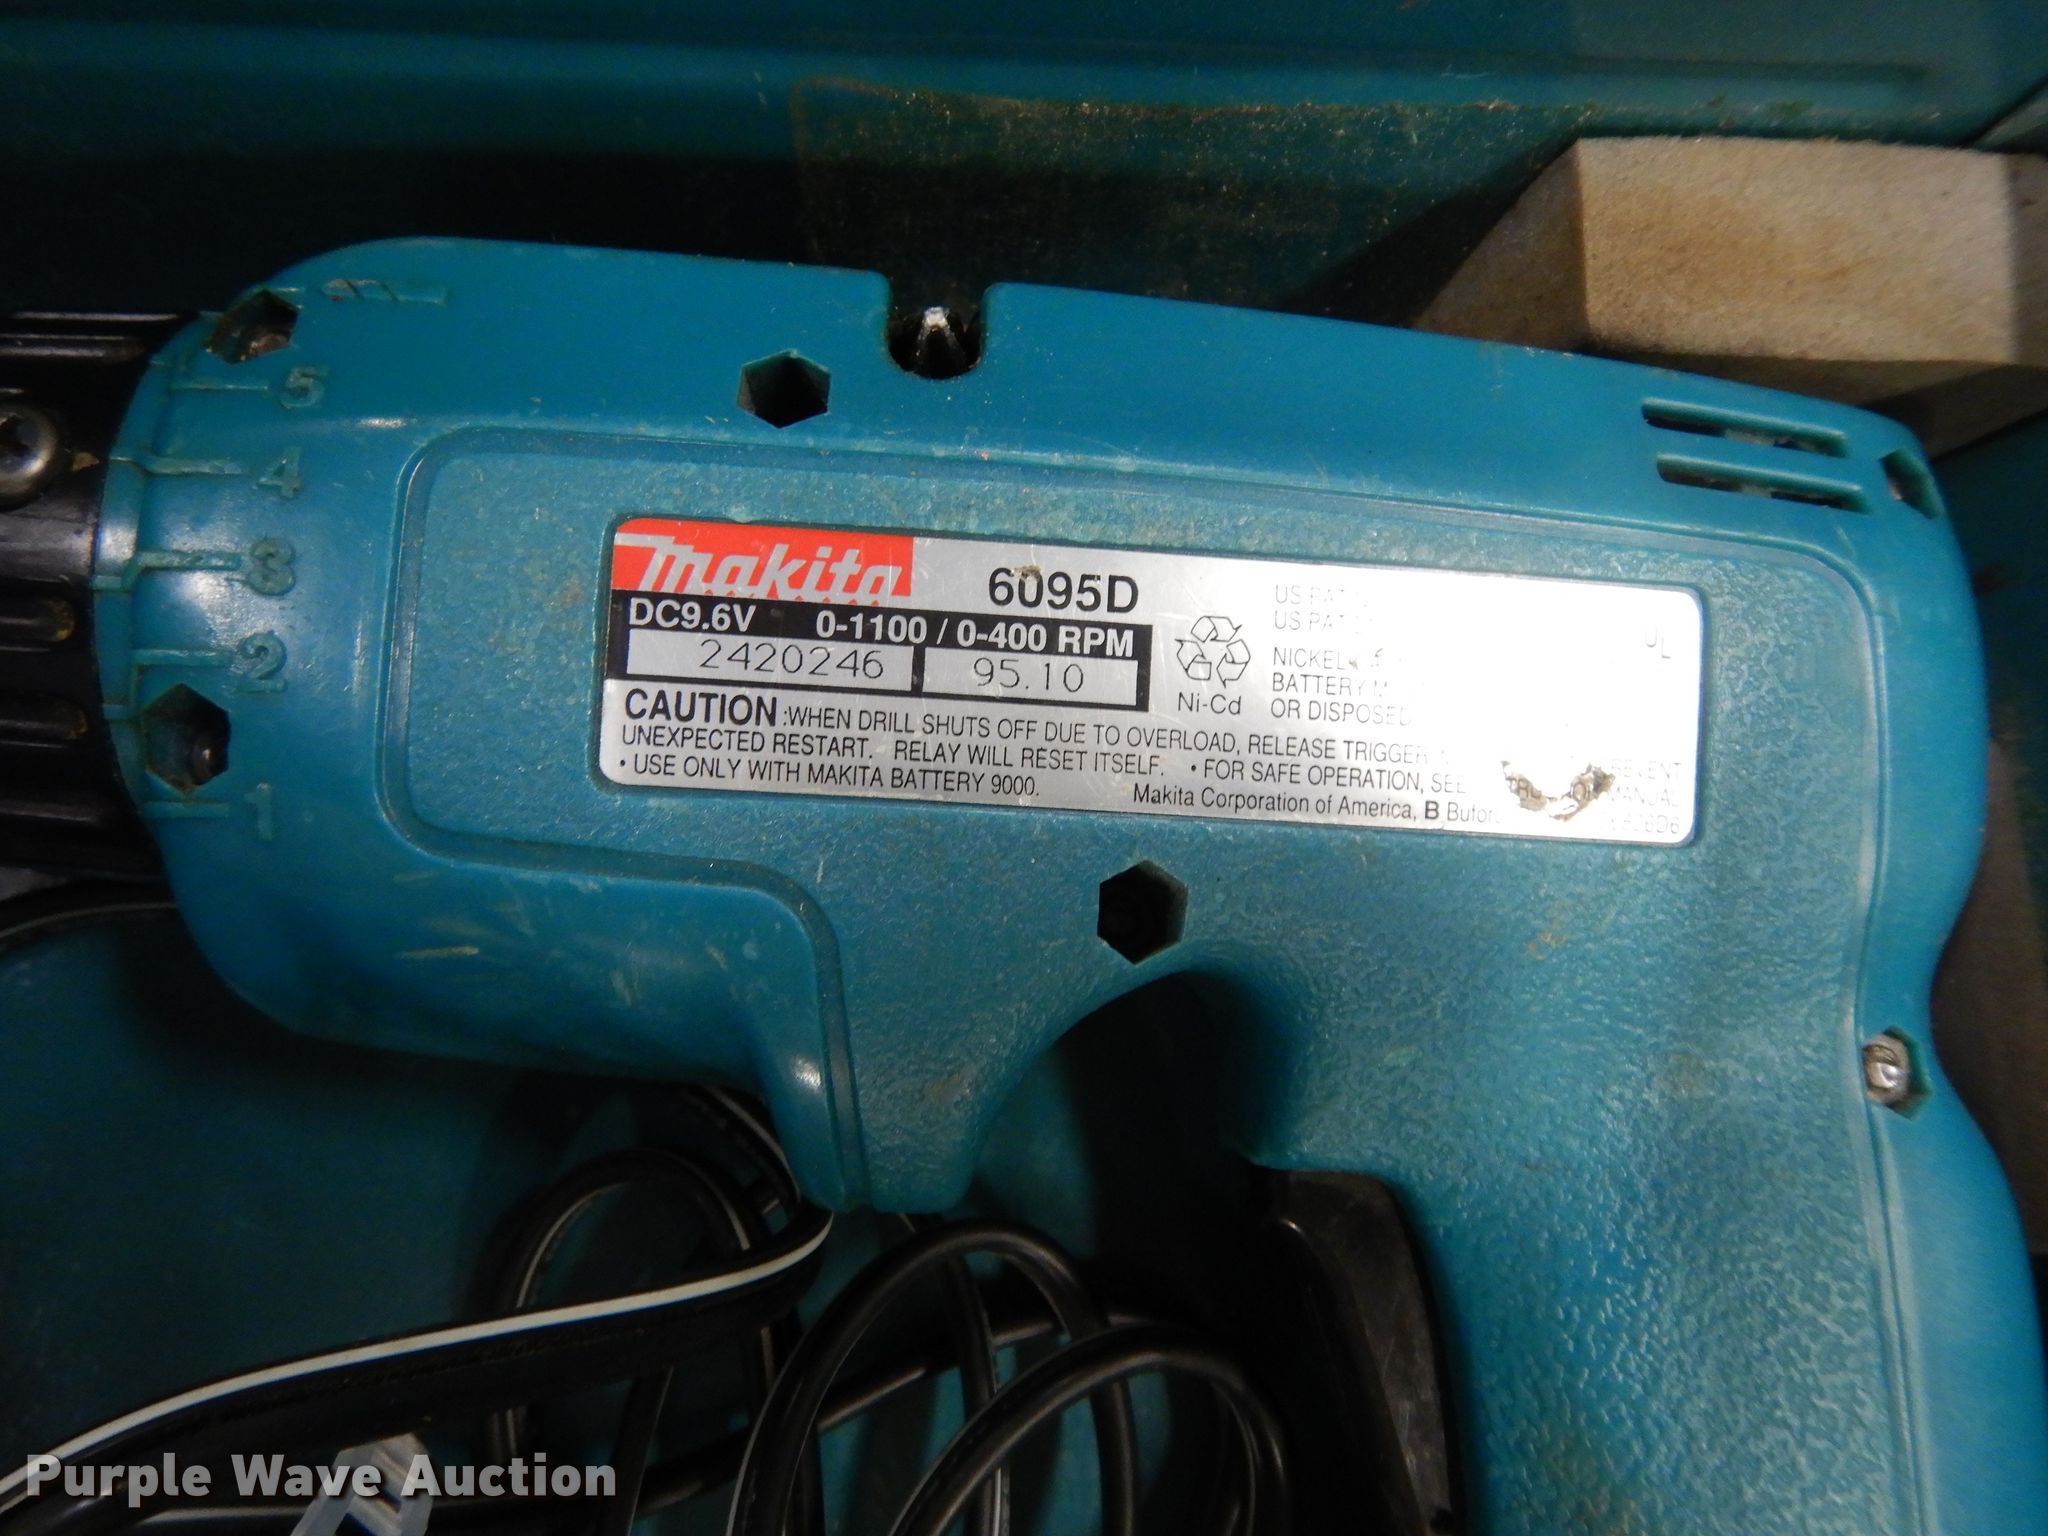 5
4
3
2
1
makita 6095D
DC9.6V 0-1100 / 0-400 RPM
2420246 95.10
Ni-Cd
US PAT
US PAT
UL
NICKEL
BATTERY
OR DISPOSED
CAUTION :WHEN DRILL SHUTS OFF DUE TO OVERLOAD, RELEASE TRIGGER
UNEXPECTED RESTART. RELAY WILL RESET ITSELF. • FOR SAFE OPERATION, SEE MANUAL
• USE ONLY WITH MAKITA BATTERY 9000.
Makita Corporation of America, B
Purple Wave Auction